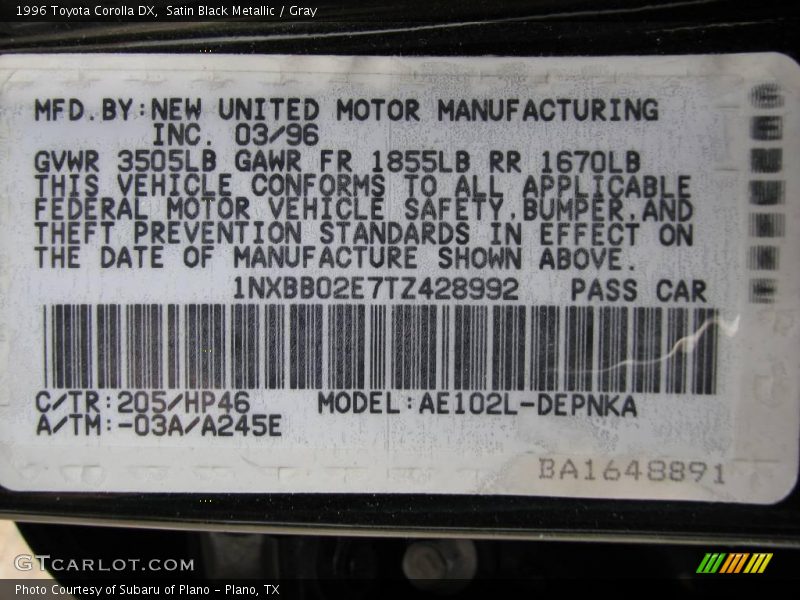 1996 Toyota Corolla DX, Satin Black Metallic / Gray
MFD.BY:NEW UNITED MOTOR MANUFACTURING
INC. 03/96
GVWR 3505LB GAWR FR 1855LB RR 1670LB
THIS VEHICLE CONFORMS TO ALL APPLICABLE
FEDERAL MOTOR VEHICLE SAFETY,BUMPER,AND
THEFT PREVENTION STANDARDS IN EFFECT ON
THE DATE OF MANUFACTURE SHOWN ABOVE.
1NXBB02E7TZ428992 PASS CAR
C/TR:205/HP46 MODEL:AE102L-DEPNKA
A/TM:-03A/A245E
BA1648891
GTCARLOT.COM
Photo Courtesy of Subaru of Plano - Plano, TX